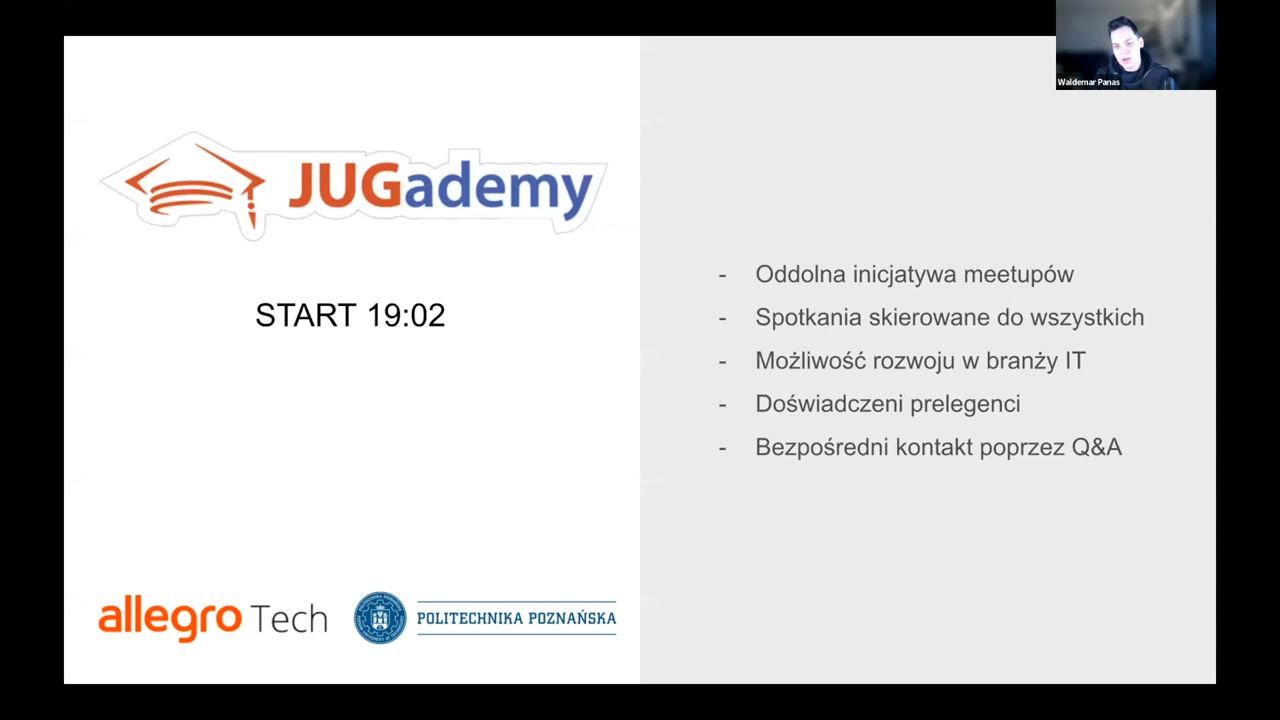 Waldemar Panas
JUGademy
START 19:02
- Oddolna inicjatywa meetupów
- Spotkania skierowane do wszystkich
- Możliwość rozwoju w branży IT
- Doświadczeni prelegenci
- Bezpośredni kontakt poprzez Q&A
allegro Tech
POLITECHNIKA POZNAŃSKA